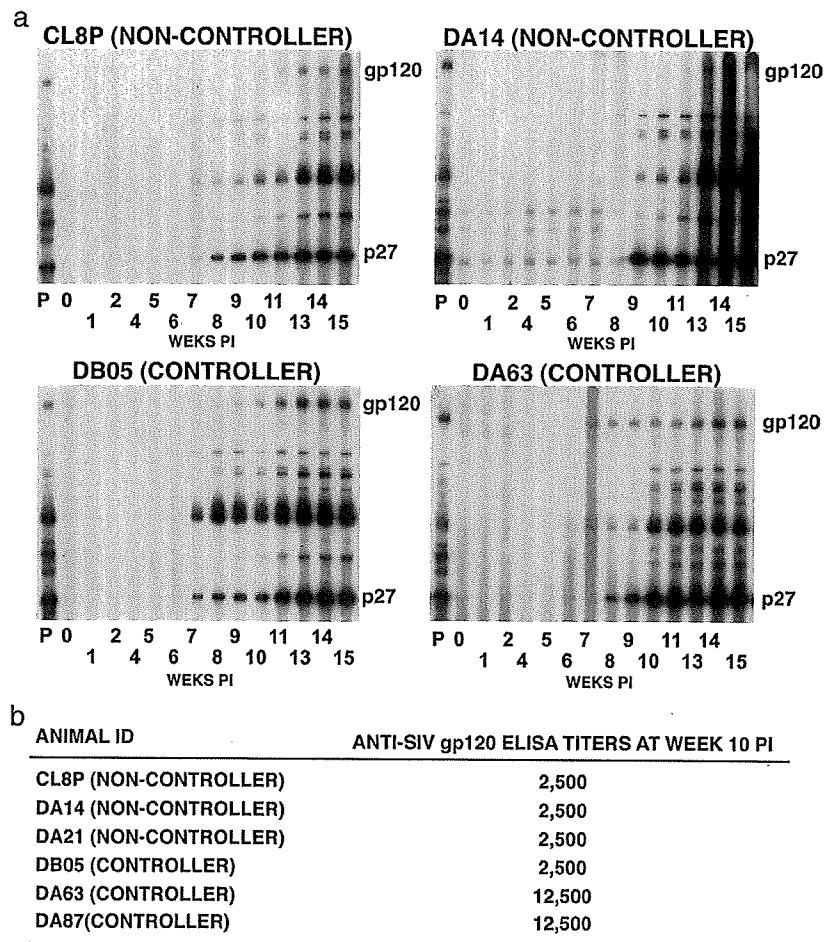 a
CL8P (NON-CONTROLLER)
gp120
p27
P 0 2 5 7 9 11 14
1 4 6 8 10 13 15
WEKS PI
DA14 (NON-CONTROLLER)
gp120
p27
P 0 2 5 7 9 11 14
1 4 6 8 10 13 15
WEKS PI
DB05 (CONTROLLER)
gp120
p27
P 0 2 5 7 9 11 14
1 4 6 8 10 13 15
WEKS PI
DA63 (CONTROLLER)
gp120
p27
P 0 2 5 7 9 11 14
1 4 6 8 10 13 15
WEKS PI
b
ANIMAL ID ANTI-SIV gp120 ELISA TITERS AT WEEK 10 PI
CL8P (NON-CONTROLLER) 2,500
DA14 (NON-CONTROLLER) 2,500
DA21 (NON-CONTROLLER) 2,500
DB05 (CONTROLLER) 2,500
DA63 (CONTROLLER) 12,500
DA87(CONTROLLER) 12,500